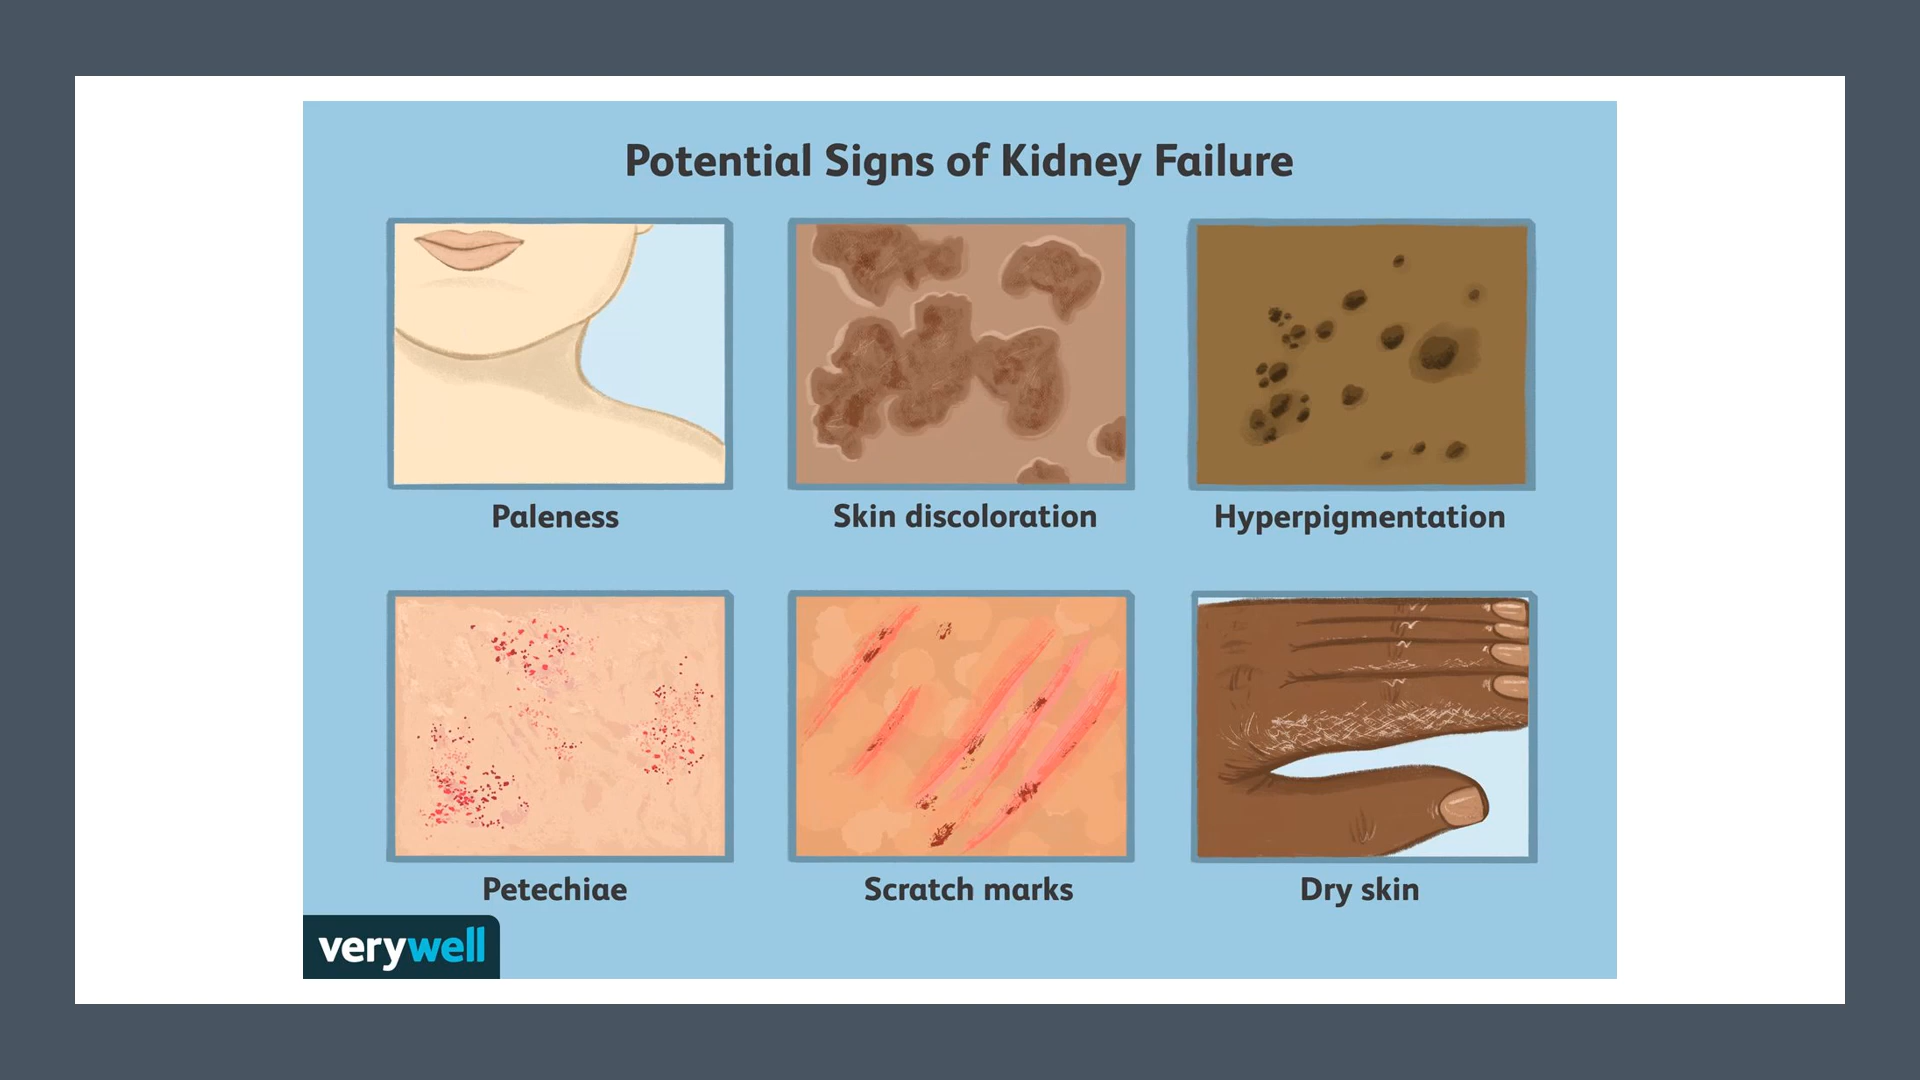 Potential Signs of Kidney Failure
Paleness
Skin discoloration
Hyperpigmentation
Petechiae
Scratch marks
Dry skin
verywell